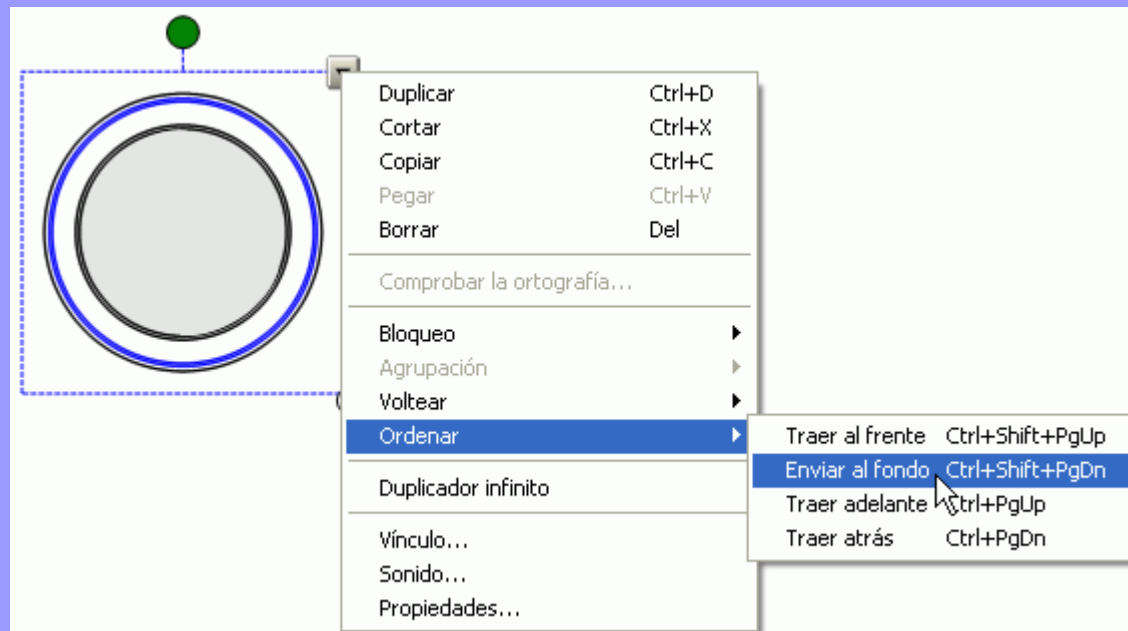 Duplicar Ctrl+D
Cortar Ctrl+X
Copiar Ctrl+C
Pegar Ctrl+V
Borrar Del
Comprobar la ortografía...
Bloqueo
Agrupación
Voltear
Ordenar
Duplicador infinito
Vínculo...
Sonido...
Propiedades...
Traer al frente Ctrl+Shift+PgUp
Enviar al fondo Ctrl+Shift+PgDn
Traer adelante Ctrl+PgUp
Traer atrás Ctrl+PgDn